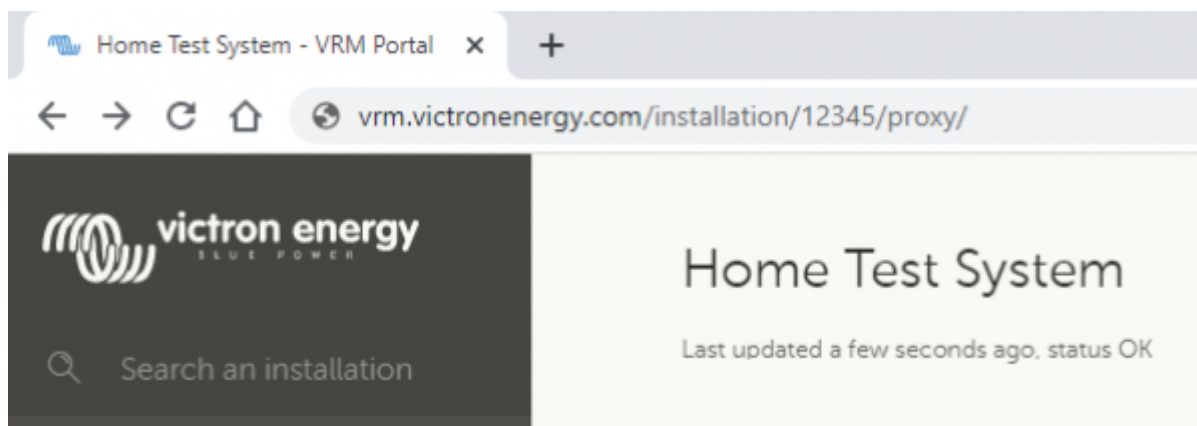 Home Test System - VRM Portal
vrm.victronenergy.com/installation/12345/proxy/
victron energy
BLUE POWER
Home Test System
Last updated a few seconds ago, status OK
Search an installation